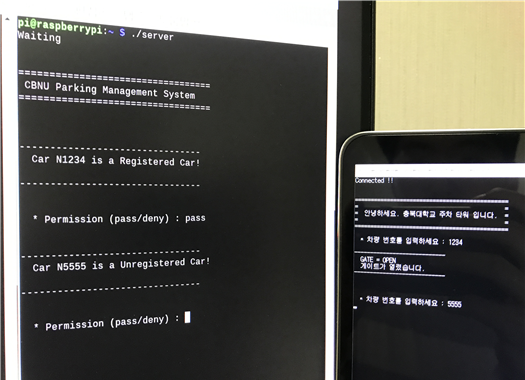 pi@raspberrypi:~ $ ./server
Waiting
==============================
CBNU Parking Management System
==============================
------------------------------
Car N1234 is a Registered Car!
------------------------------
* Permission (pass/deny) : pass
------------------------------
Car N5555 is a Unregistered Car!
------------------------------
* Permission (pass/deny) :
Connected !!
안녕하세요. 충북대학교 주차 타워 입니다.
* 차량 번호를 입력하세요 : 1234
GATE = OPEN
게이트가 열렸습니다.
* 차량 번호를 입력하세요 : 5555